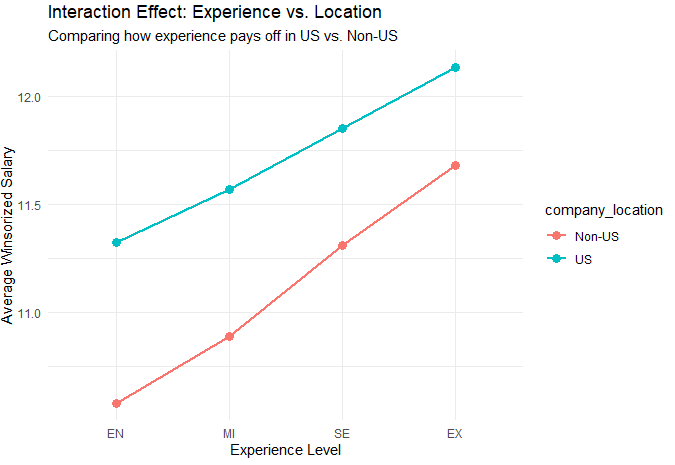 Interaction Effect: Experience vs. Location
Comparing how experience pays off in US vs. Non-US
Average Winsorized Salary
12.0
11.5
11.0
EN
MI
SE
EX
Experience Level
company_location
Non-US
US